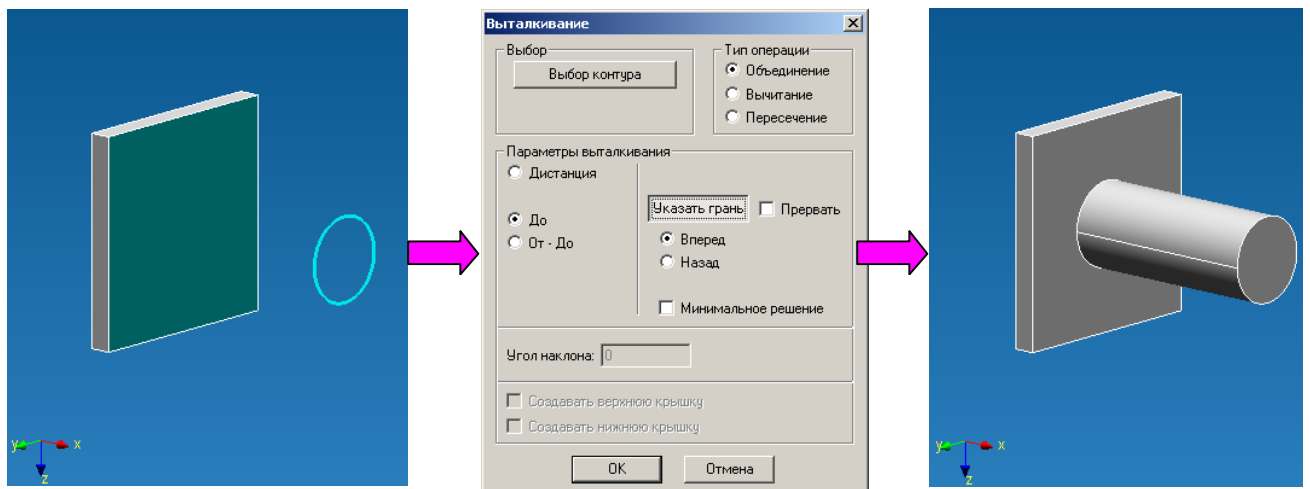 Выталкивание
Выбор
Выбор контура
Тип операции
Объединение
Вычитание
Пересечение
Параметры выталкивания
Дистанция
До
От - До
Указать грань
Прервать
Вперед
Назад
Минимальное решение
Угол наклона: 0
Создавать верхнюю крышку
Создавать нижнюю крышку
OK Отмена
y x
z
y x
z